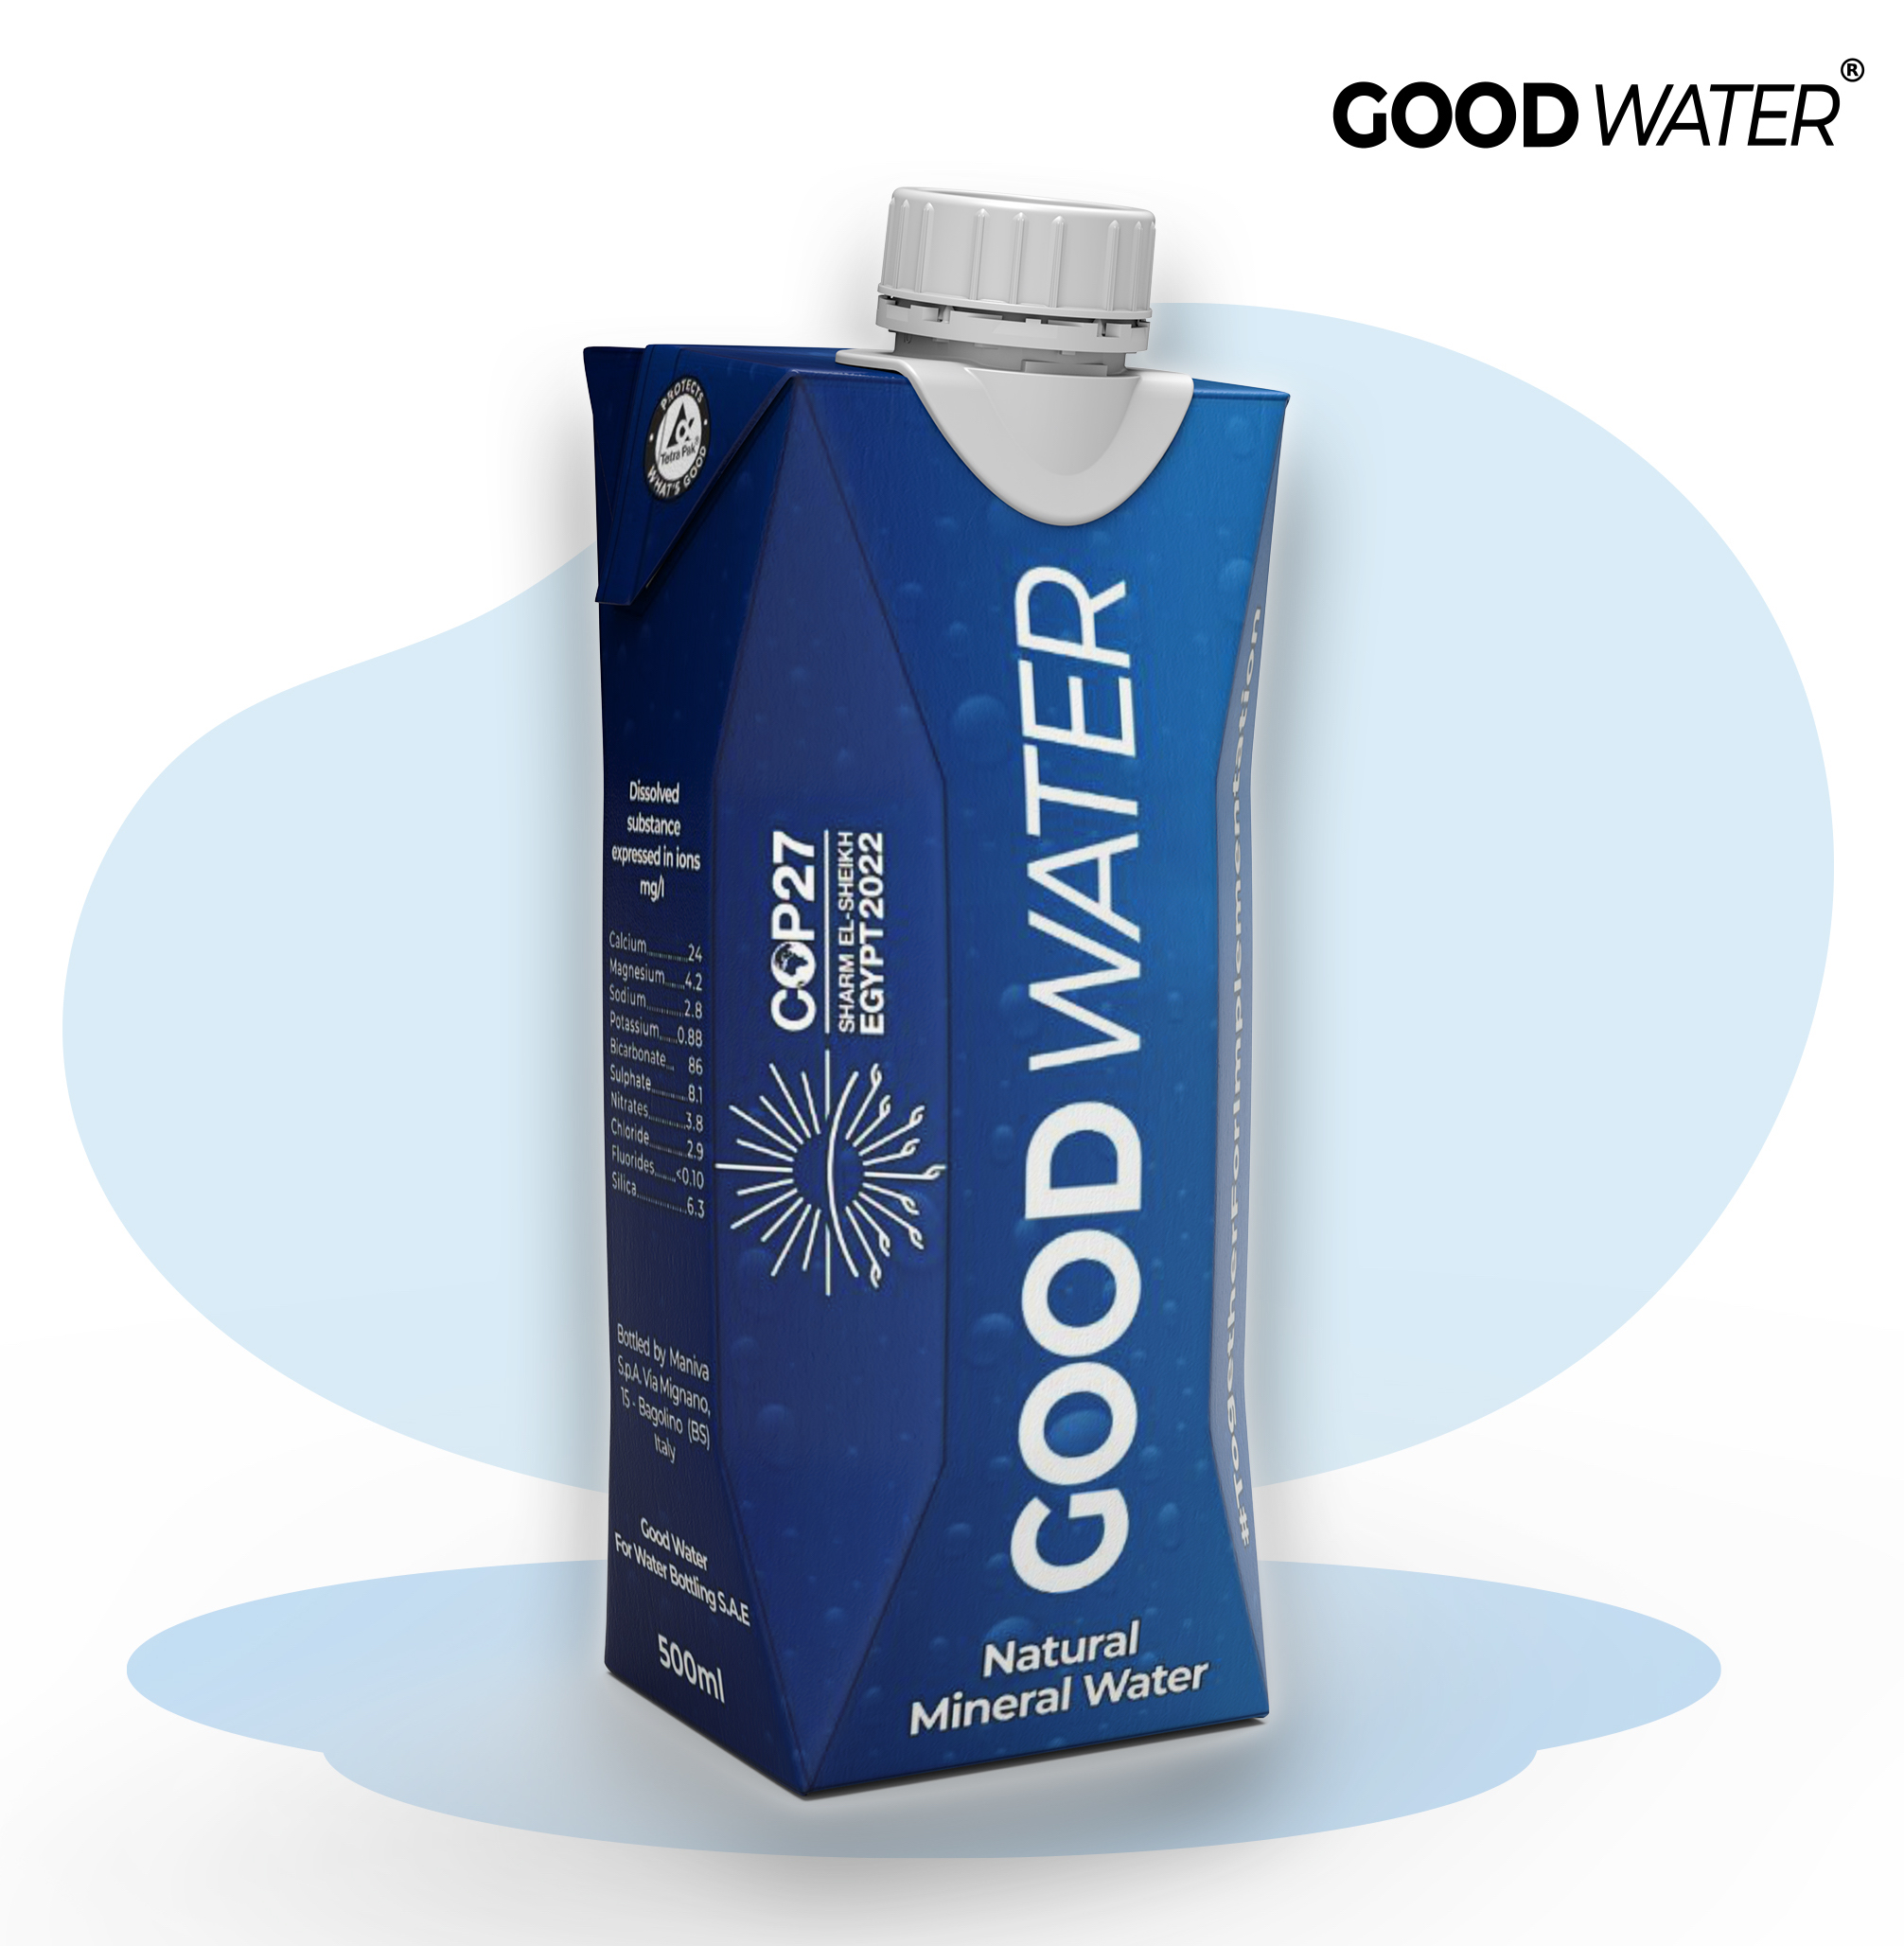 GOOD WATER®
PROTECTS
Tetra Pak®
WHAT'S GOOD
Dissolved
substance
expressed in ions
mg/l
Calcium..............24
Magnesium.......4.2
Sodium.............2.8
Potassium......0.88
Bicarbonate... 86
Sulphate............8.1
Nitrates............3.8
Chloride............2.9
Fluorides.......<0.10
Silica.................6.3
Bottled by Maniva
S.p.A. Via Mignano,
15 - Bagolino (BS)
Italy
Good Water
For Water Bottling S.A.E
500ml
COP27
SHARM EL-SHEIKH
EGYPT2022
GOOD WATER
Natural
Mineral Water
#TogetherForImplementation